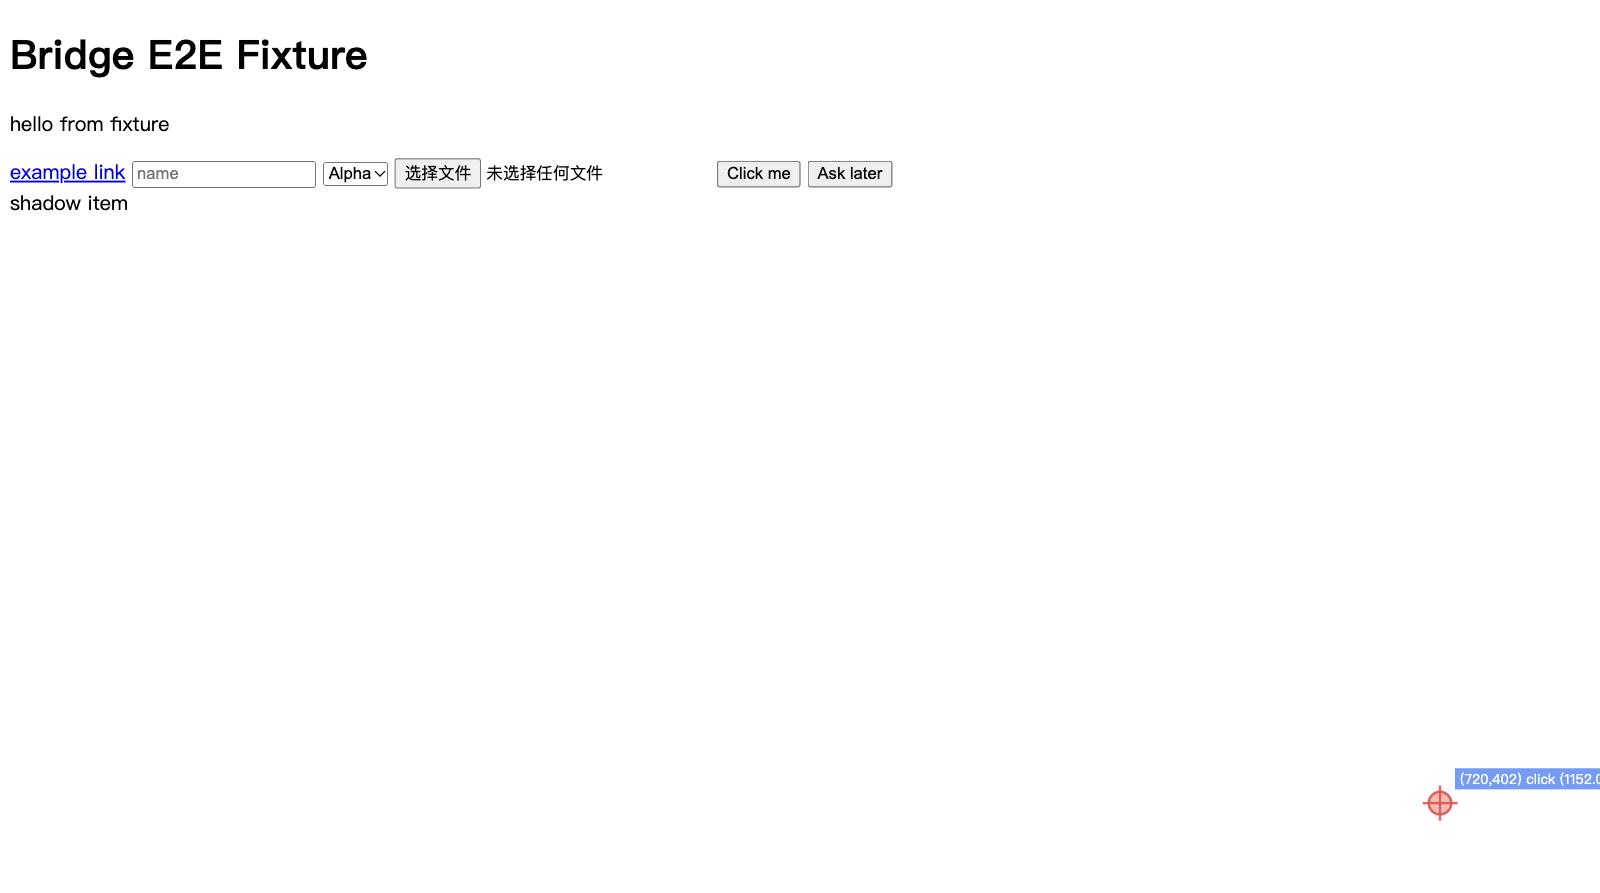 Bridge E2E Fixture
hello from fixture
example link name Alpha 选择文件 未选择任何文件 Click me Ask later
shadow item
(720,402) click (1152.0